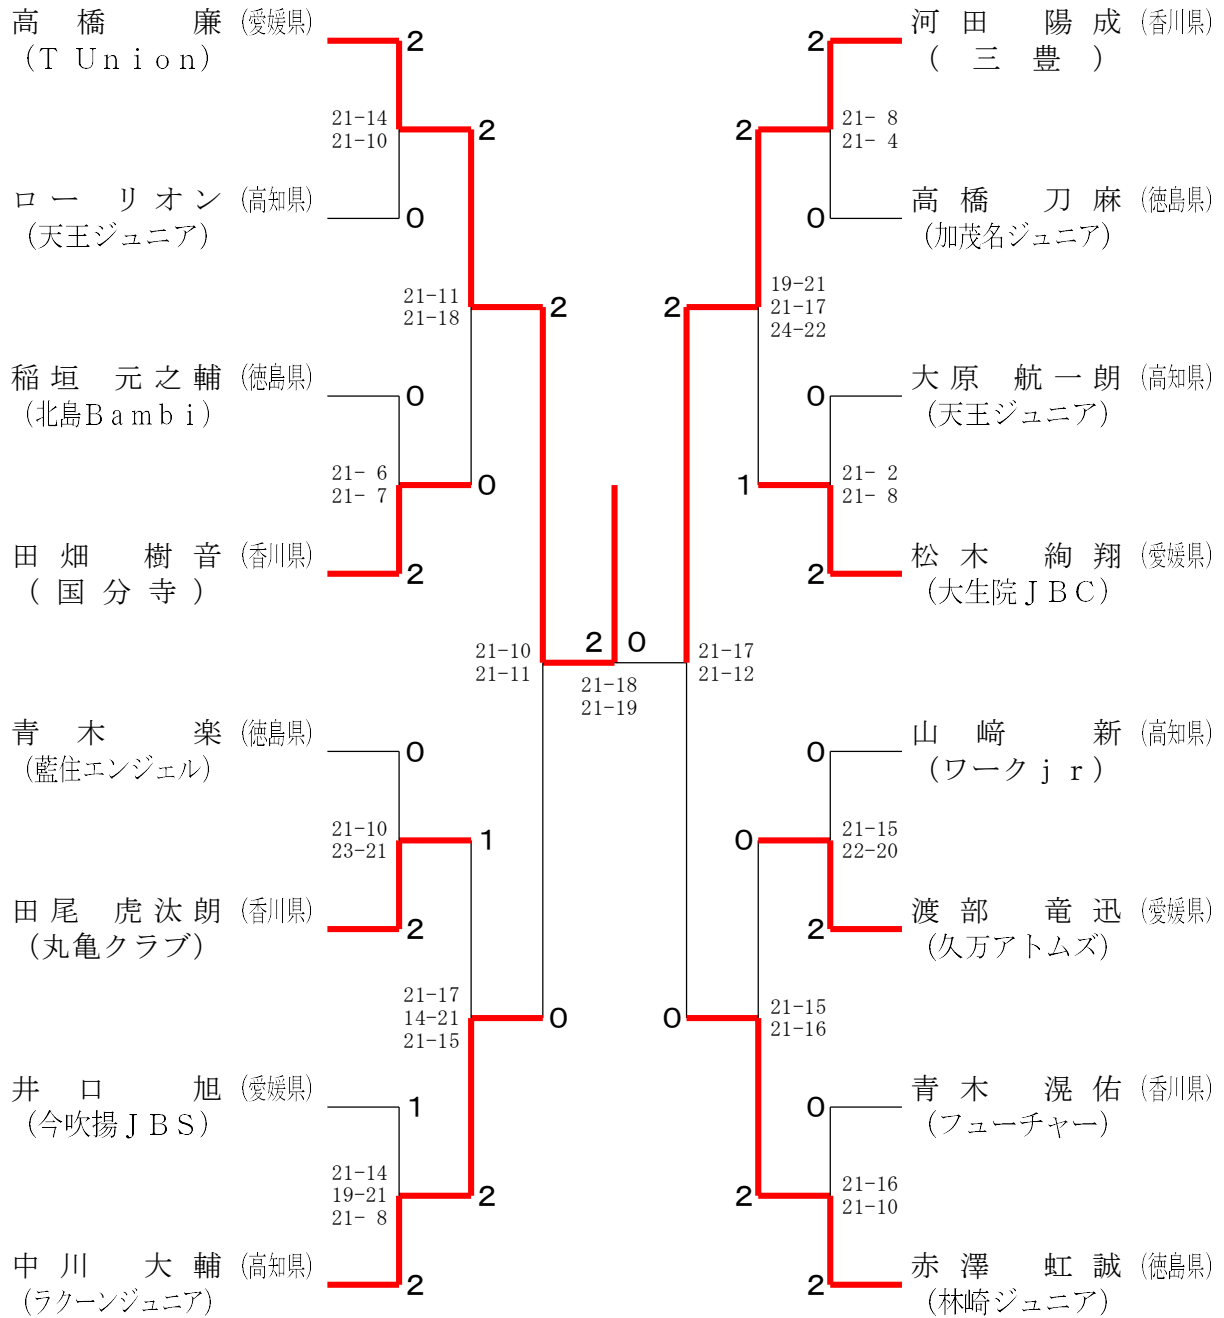 高橋 廉 (愛媛県)
(T Union)
2
21-14
21-10
2
ロー リオン (高知県)
(天王ジュニア)
0
21-11
21-18
2
稲垣 元之輔 (徳島県)
(北島Bambi)
0
21- 6
21- 7
0
田畑 樹音 (香川県)
(国分寺)
2
21-10
21-11
青木 楽 (徳島県)
(藍住エンジェル)
0
21-10
23-21
1
田尾 虎汰朗 (香川県)
(丸亀クラブ)
2
21-17
14-21
21-15
0
井口 旭 (愛媛県)
(今吹揚JBS)
1
21-14
19-21
21- 8
2
中川 大輔 (高知県)
(ラクーンジュニア)
2
2 0
21-18
21-19
河田 陽成 (香川県)
(三豊)
2
21- 8
21- 4
2
高橋 刀麻 (徳島県)
(加茂名ジュニア)
0
19-21
21-17
24-22
2
大原 航一朗 (高知県)
(天王ジュニア)
0
21- 2
21- 8
1
松木 絢翔 (愛媛県)
(大生院JBC)
2
21-17
21-12
山﨑 新 (高知県)
(ワークjr)
0
21-15
22-20
0
渡部 竜迅 (愛媛県)
(久万アトムズ)
2
21-15
21-16
0
青木 滉佑 (香川県)
(フューチャー)
0
21-16
21-10
2
赤澤 虹誠 (徳島県)
(林崎ジュニア)
2